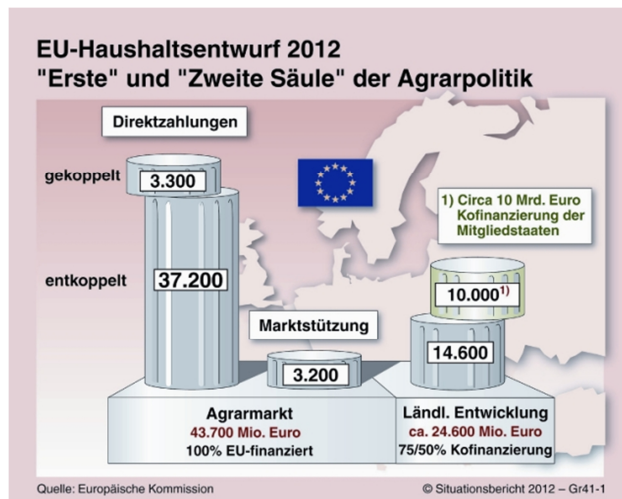 EU-Haushaltsentwurf 2012
"Erste" und "Zweite Säule" der Agrarpolitik
Direktzahlungen
gekoppelt
3.300
1) Circa 10 Mrd. Euro
Kofinanzierung der
Mitgliedstaaten
entkoppelt
37.200
10.000¹⁾
Marktstützung
14.600
3.200
Agrarmarkt
43.700 Mio. Euro
100% EU-finanziert
Ländl. Entwicklung
ca. 24.600 Mio. Euro
75/50% Kofinanzierung
Quelle: Europäische Kommission
© Situationsbericht 2012 – Gr41-1